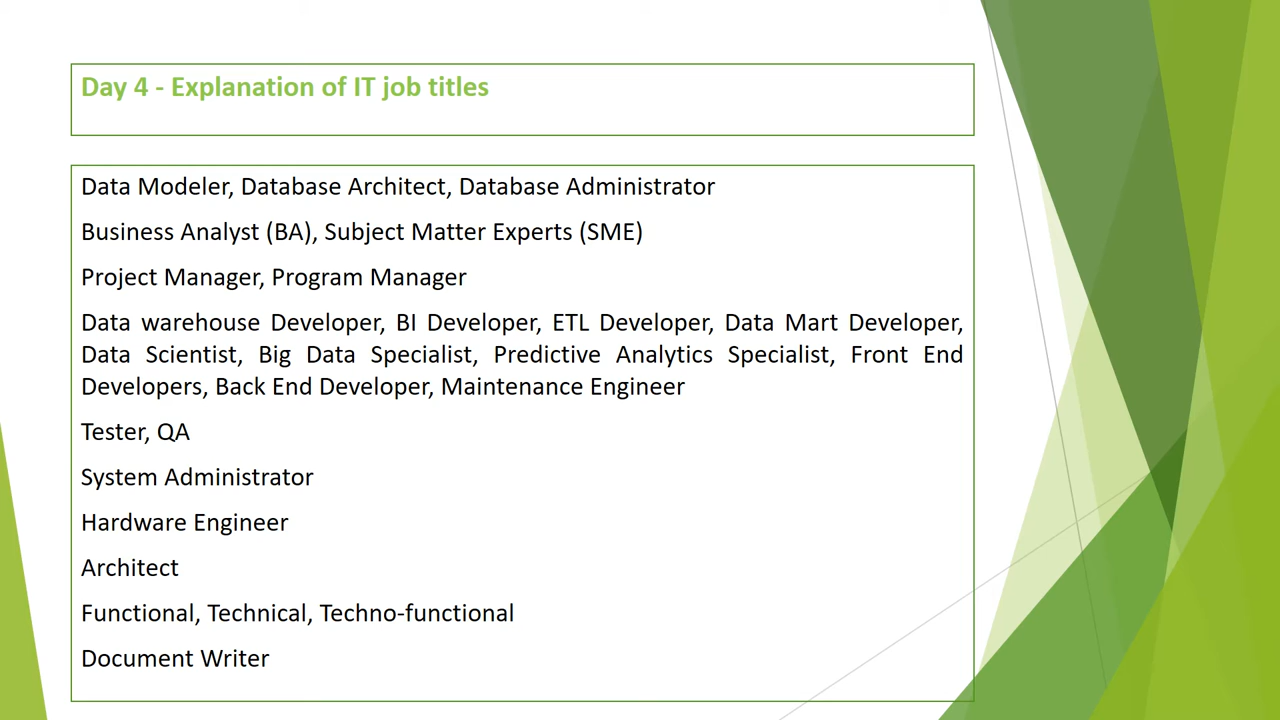 Day 4 - Explanation of IT job titles
Data Modeler, Database Architect, Database Administrator
Business Analyst (BA), Subject Matter Experts (SME)
Project Manager, Program Manager
Data warehouse Developer, BI Developer, ETL Developer, Data Mart Developer,
Data Scientist, Big Data Specialist, Predictive Analytics Specialist, Front End
Developers, Back End Developer, Maintenance Engineer
Tester, QA
System Administrator
Hardware Engineer
Architect
Functional, Technical, Techno-functional
Document Writer